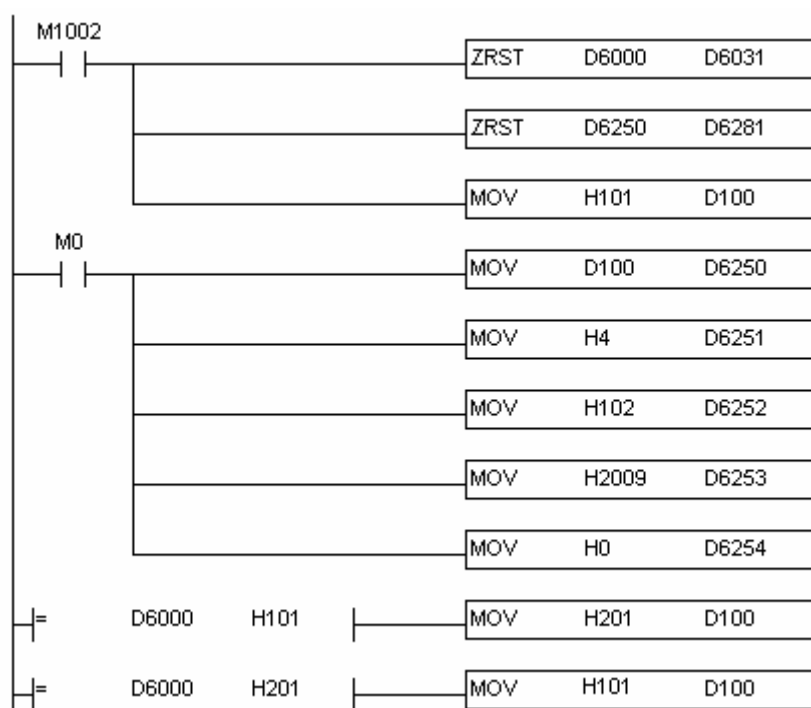 M1002
ZRST D6000 D6031
ZRST D6250 D6281
MOV H101 D100
M0
MOV D100 D6250
MOV H4 D6251
MOV H102 D6252
MOV H2009 D6253
MOV H0 D6254
= D6000 H101 MOV H201 D100
= D6000 H201 MOV H101 D100